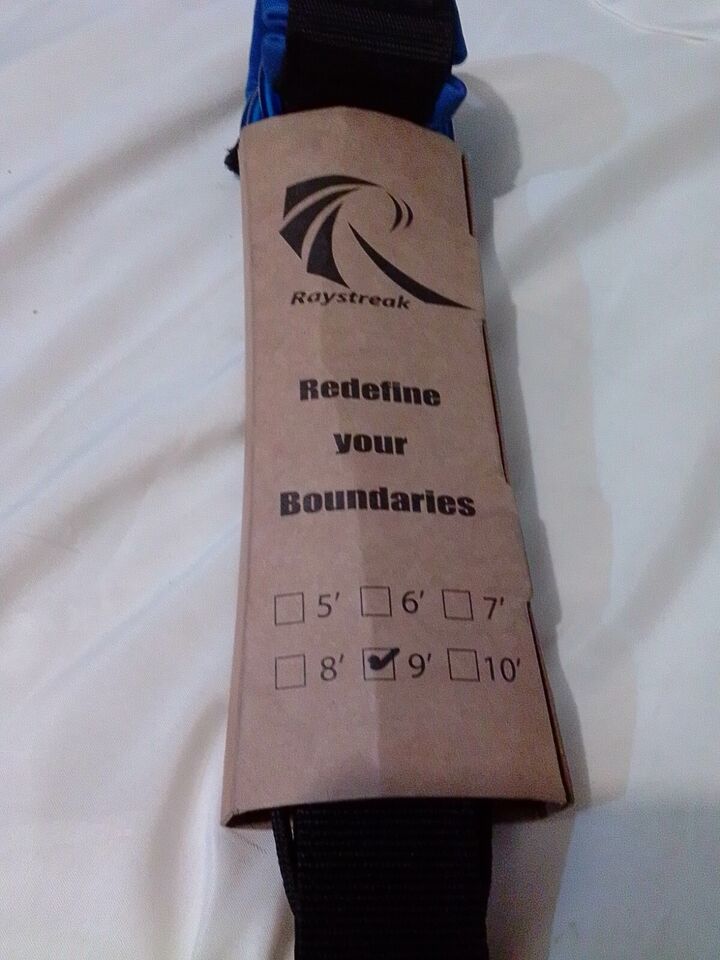 Raystreak
Redefine
your
Boundaries
5' 6' 7'
8' ✔ 9' 10'